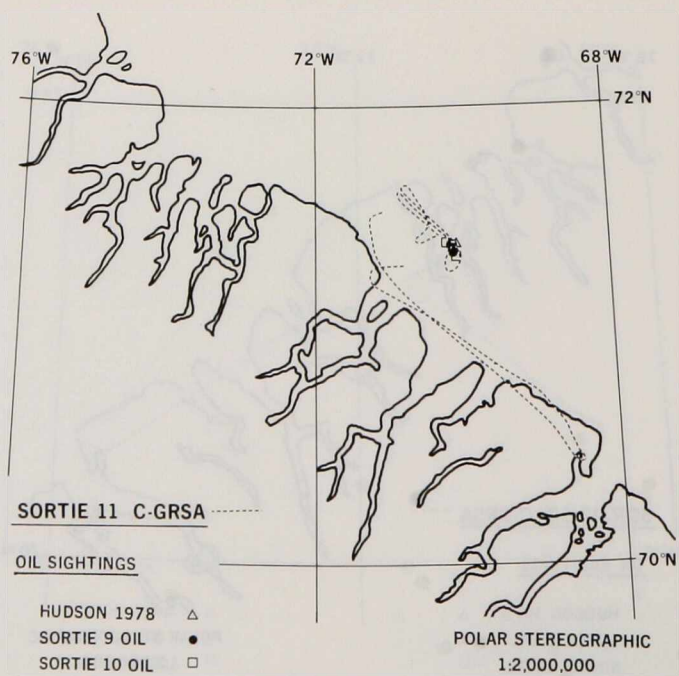 76°W
72°W
68°W
72°N
SORTIE 11 C-GRSA
OIL SIGHTINGS
70°N
HUDSON 1978 △
SORTIE 9 OIL ●
SORTIE 10 OIL □
POLAR STEREOGRAPHIC
1:2,000,000